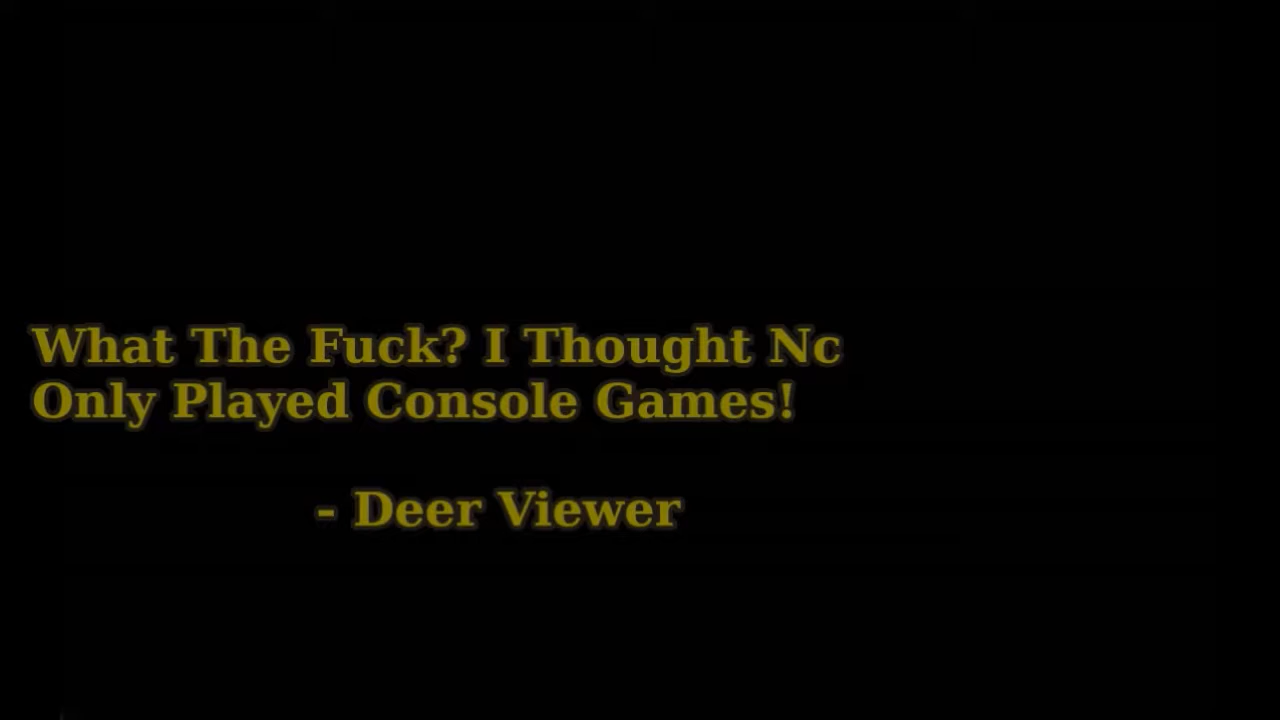 What The Fuck? I Thought Nc
Only Played Console Games!
- Deer Viewer